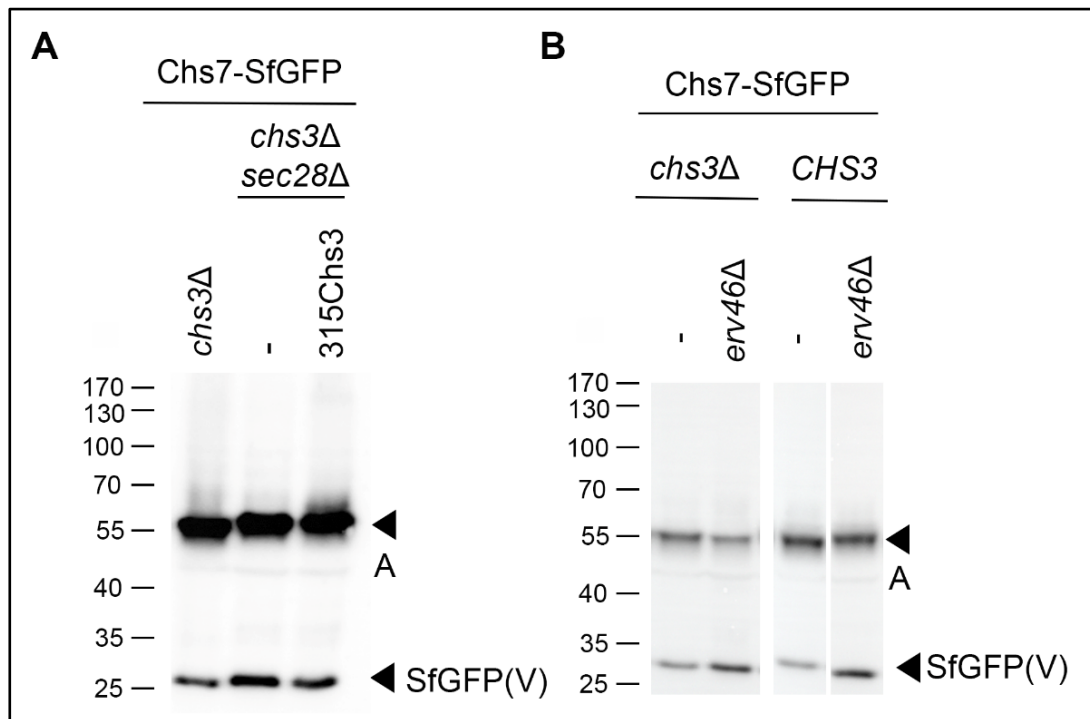 A
Chs7-SfGFP
chs3Δ
sec28Δ
chs3Δ
-
315Chs3
170
130
100
70
55
40
35
25
A
SfGFP(V)
B
Chs7-SfGFP
chs3Δ
CHS3
-
erv46Δ
-
erv46Δ
170
130
100
70
55
40
35
25
A
SfGFP(V)